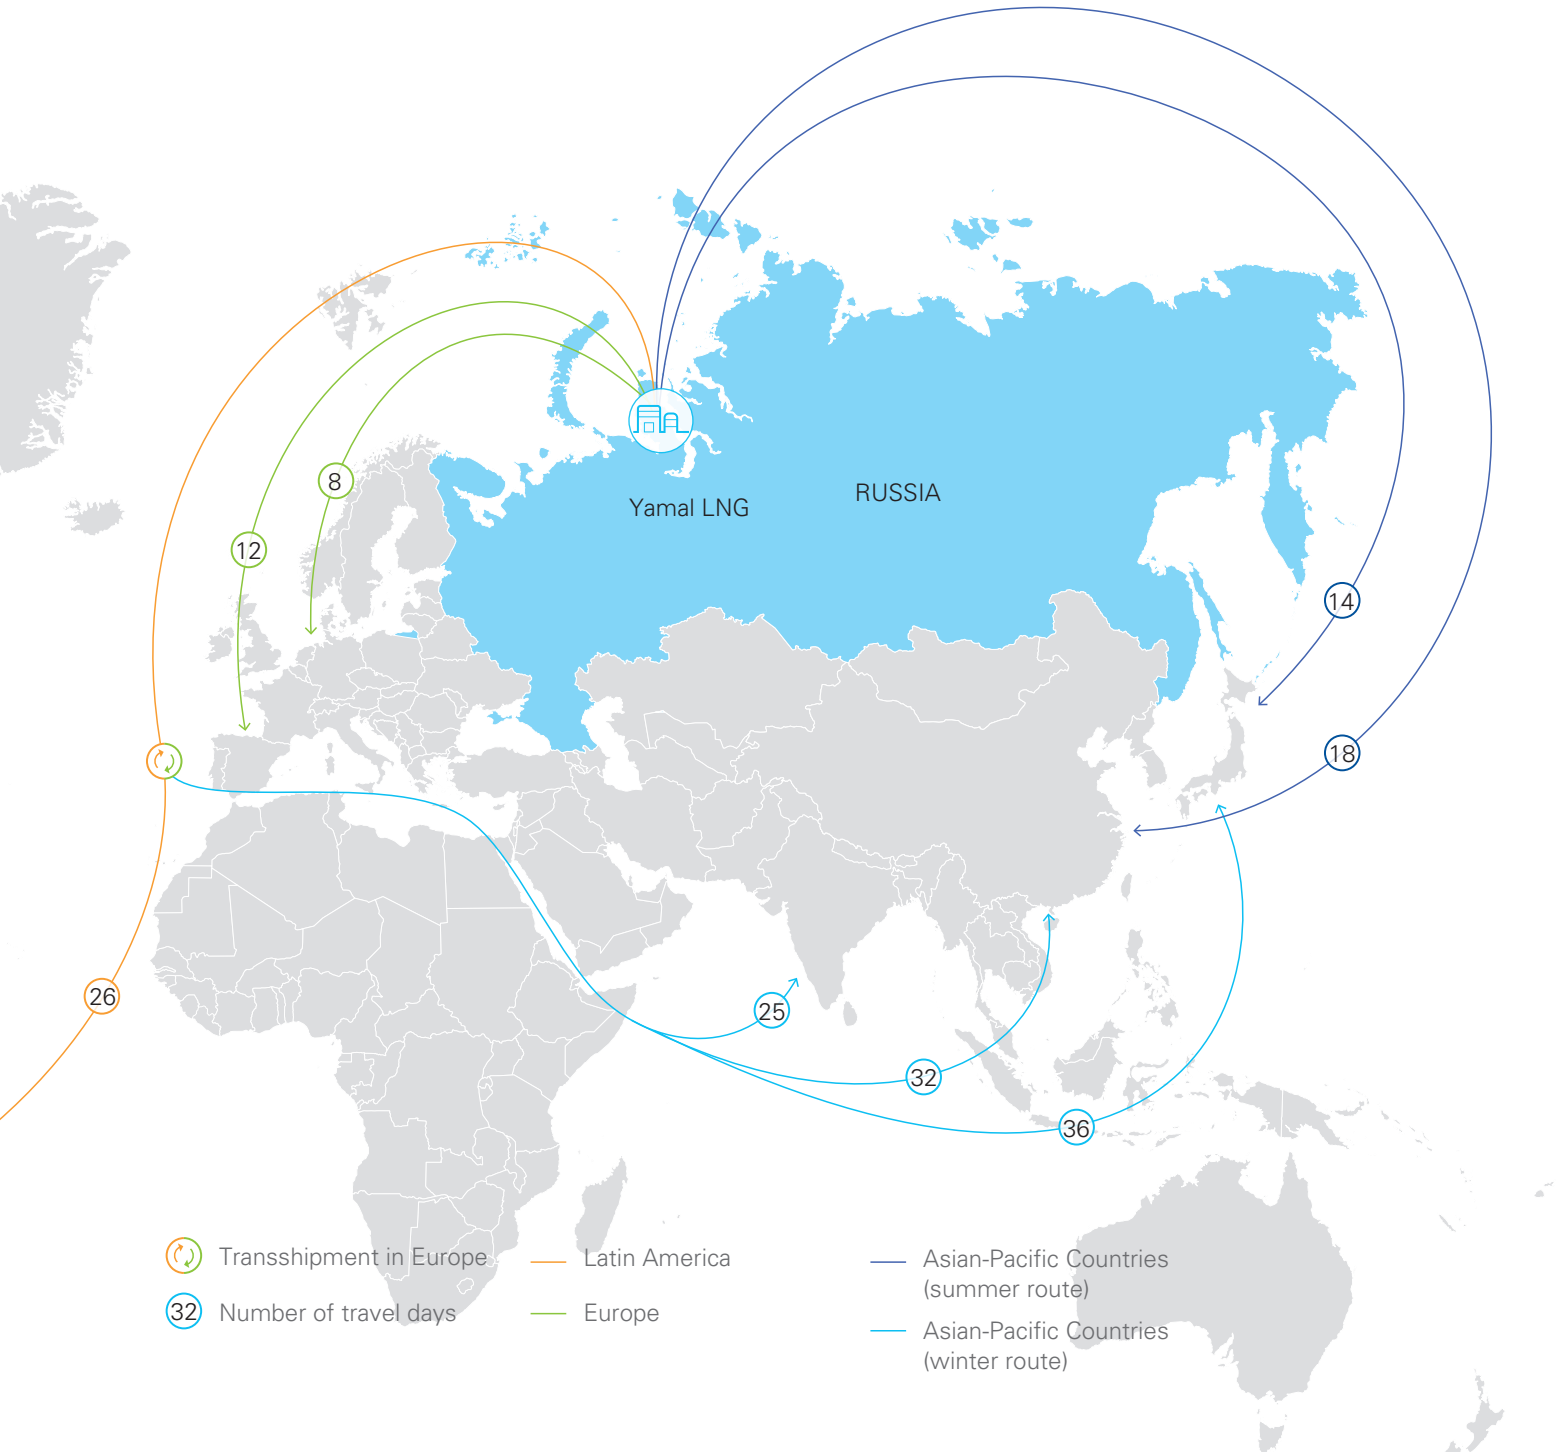 8
RUSSIA
Yamal LNG
12
14
18
26
25
32
36
Transshipment in Europe
Latin America
Asian-Pacific Countries
(summer route)
32
Number of travel days
Europe
Asian-Pacific Countries
(winter route)